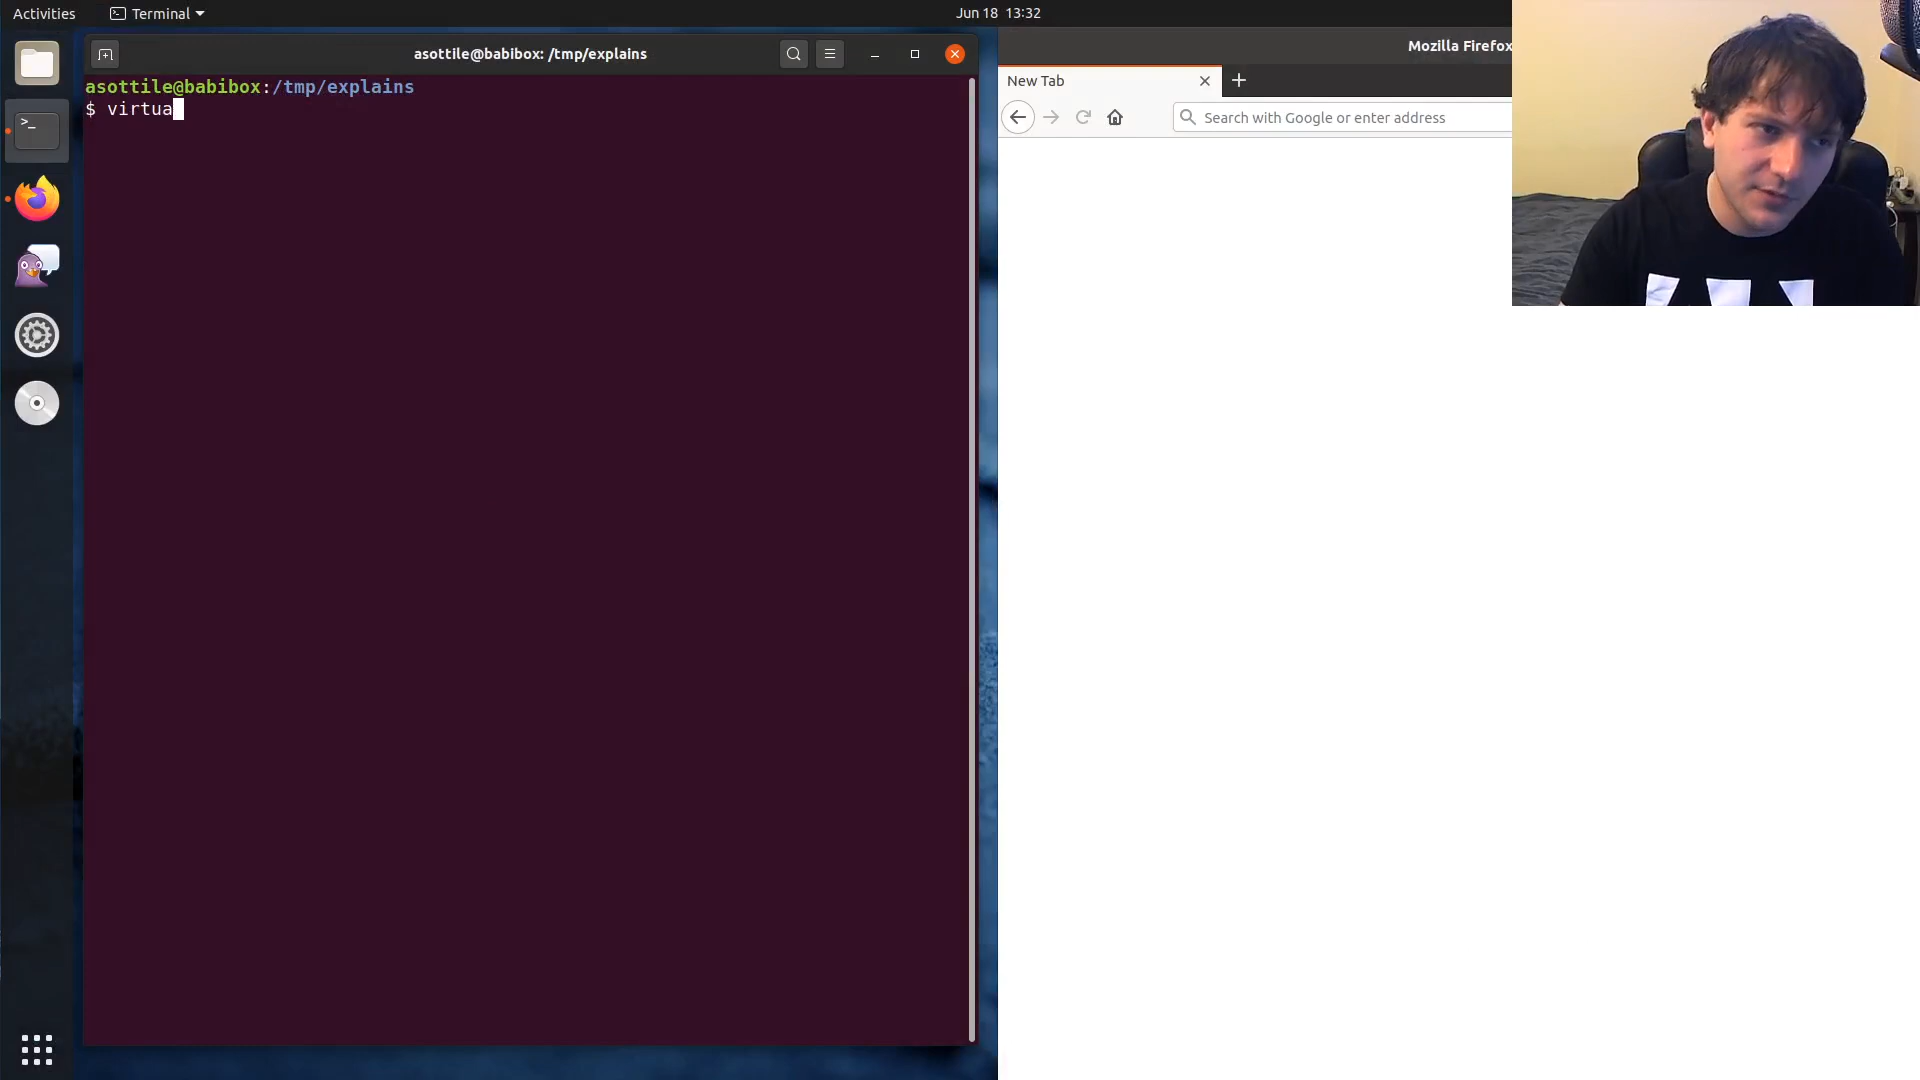 Activities
Terminal
Jun 18 13:32
asottile@babibox: /tmp/explains
Mozilla Firefox
New Tab
Search with Google or enter address
asottile@babibox:/tmp/explains
$ virtua